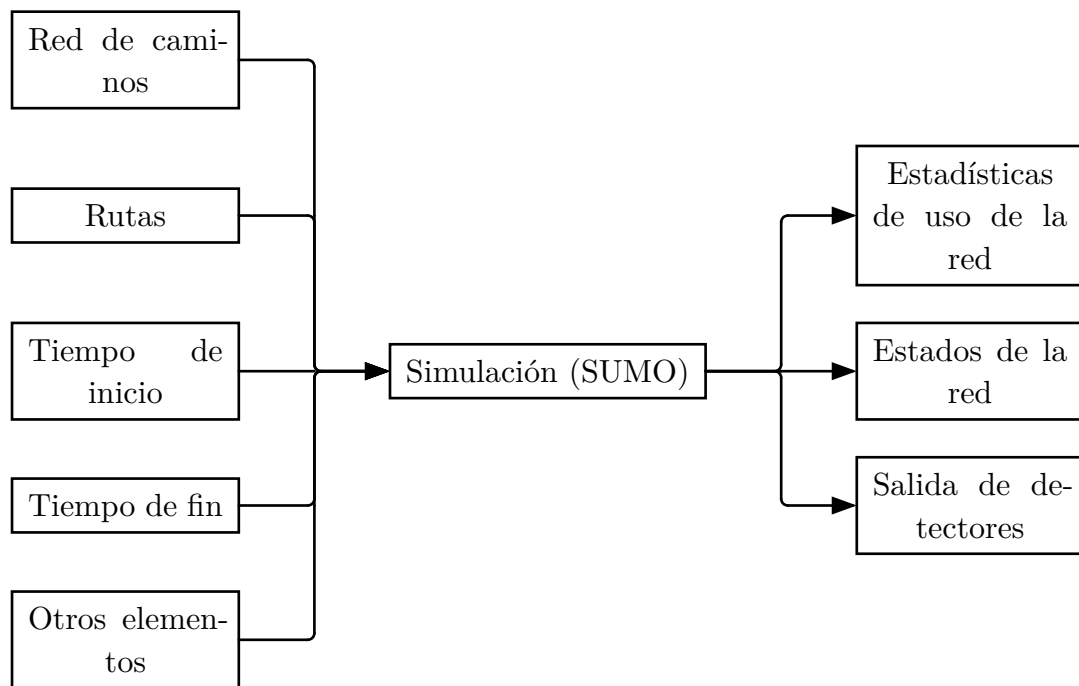 Red de cami-
nos
Rutas
Tiempo de
inicio
Tiempo de fin
Otros elemen-
tos
Simulación (SUMO)
Estadísticas
de uso de la
red
Estados de la
red
Salida de de-
tectores